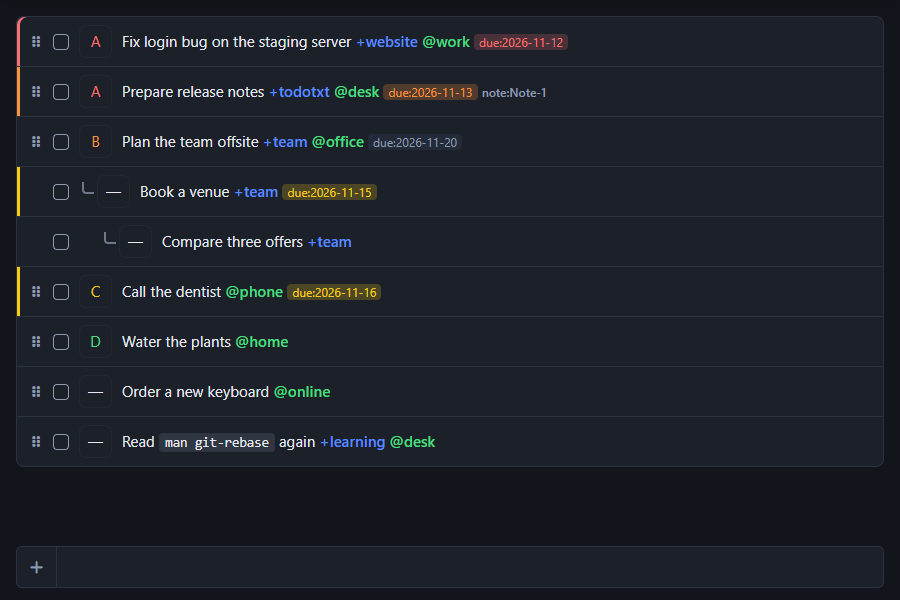 A Fix login bug on the staging server +website @work due:2026-11-12
A Prepare release notes +todotxt @desk due:2026-11-13 note:Note-1
B Plan the team offsite +team @office due:2026-11-20
— Book a venue +team due:2026-11-15
— Compare three offers +team
C Call the dentist @phone due:2026-11-16
D Water the plants @home
— Order a new keyboard @online
— Read man git-rebase again +learning @desk
+